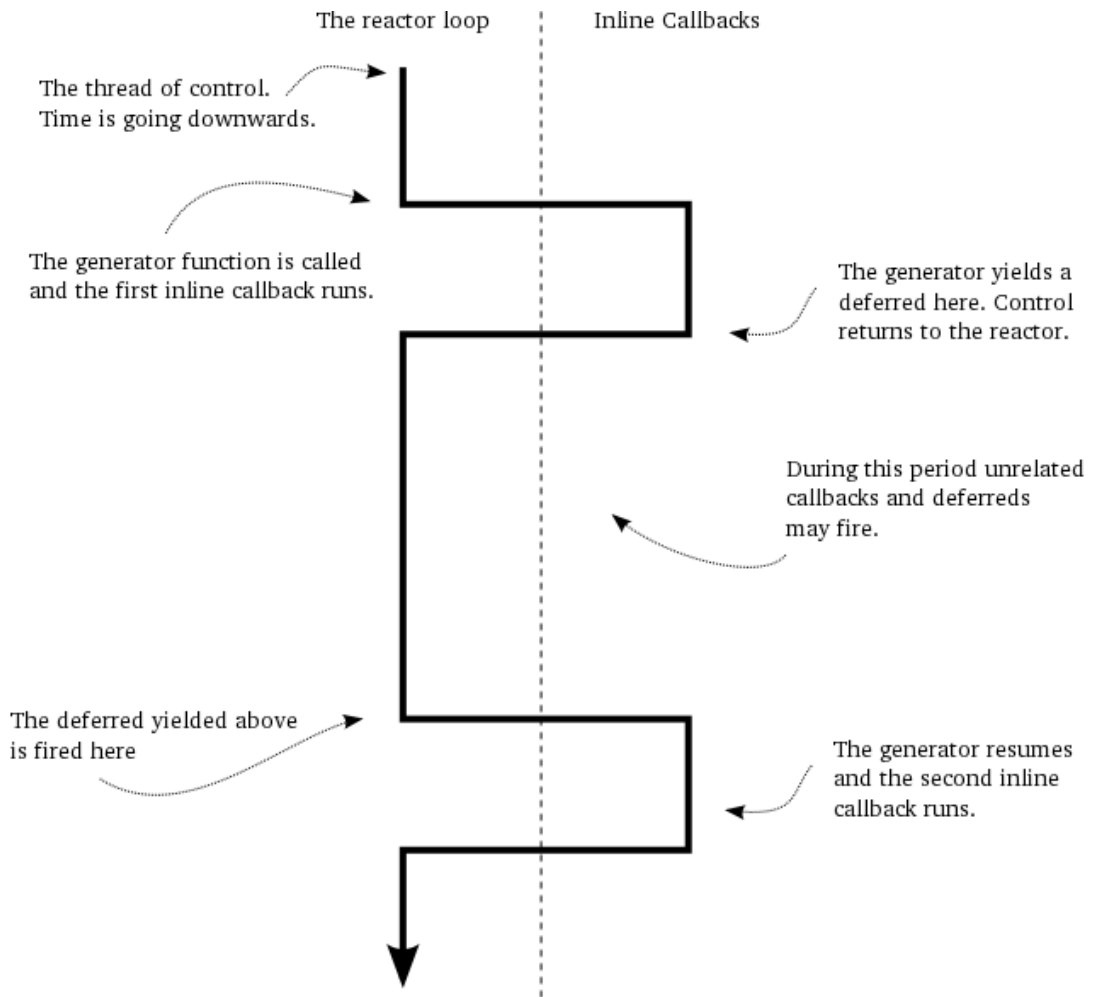 The reactor loop
Inline Callbacks
The thread of control.
Time is going downwards.
The generator function is called
and the first inline callback runs.
The generator yields a
deferred here. Control
returns to the reactor.
During this period unrelated
callbacks and deferreds
may fire.
The deferred yielded above
is fired here
The generator resumes
and the second inline
callback runs.